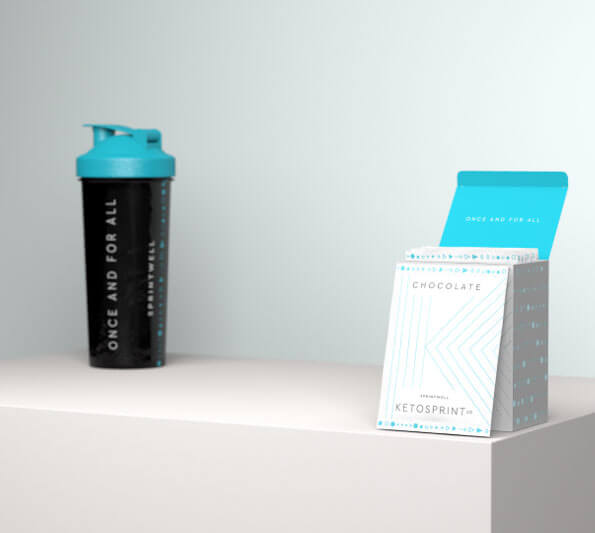 ONCE AND FOR ALL
SPRINTWELL
ONCE AND FOR ALL
CHOCOLATE
SPRINTWELL
KETOSPRINT